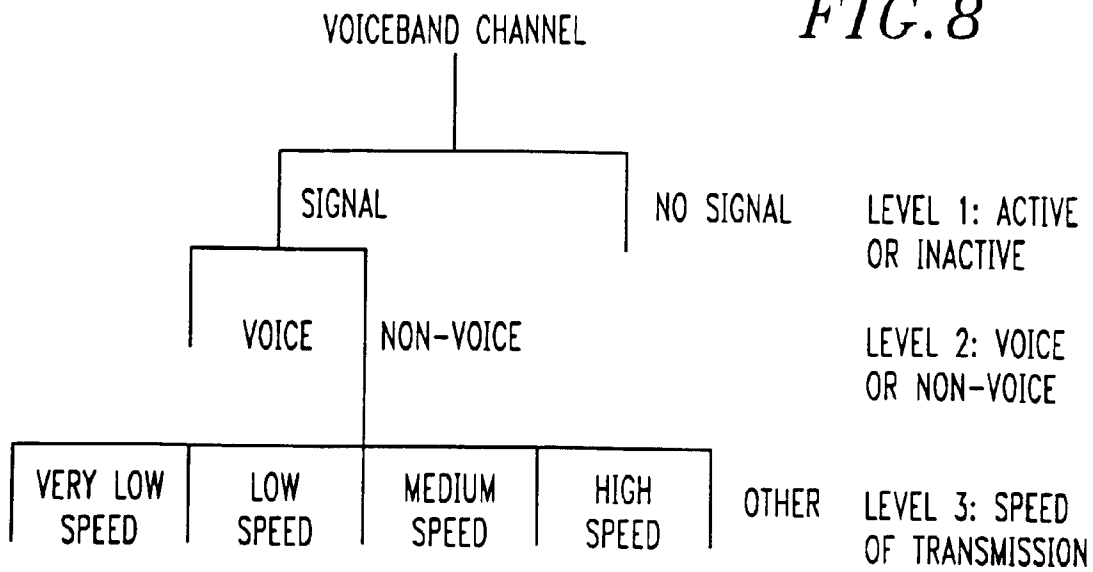 FIG.8
VOICEBAND CHANNEL
SIGNAL
NO SIGNAL
LEVEL 1: ACTIVE
OR INACTIVE
VOICE
NON-VOICE
LEVEL 2: VOICE
OR NON-VOICE
VERY LOW
SPEED
LOW
SPEED
MEDIUM
SPEED
HIGH
SPEED
OTHER
LEVEL 3: SPEED
OF TRANSMISSION